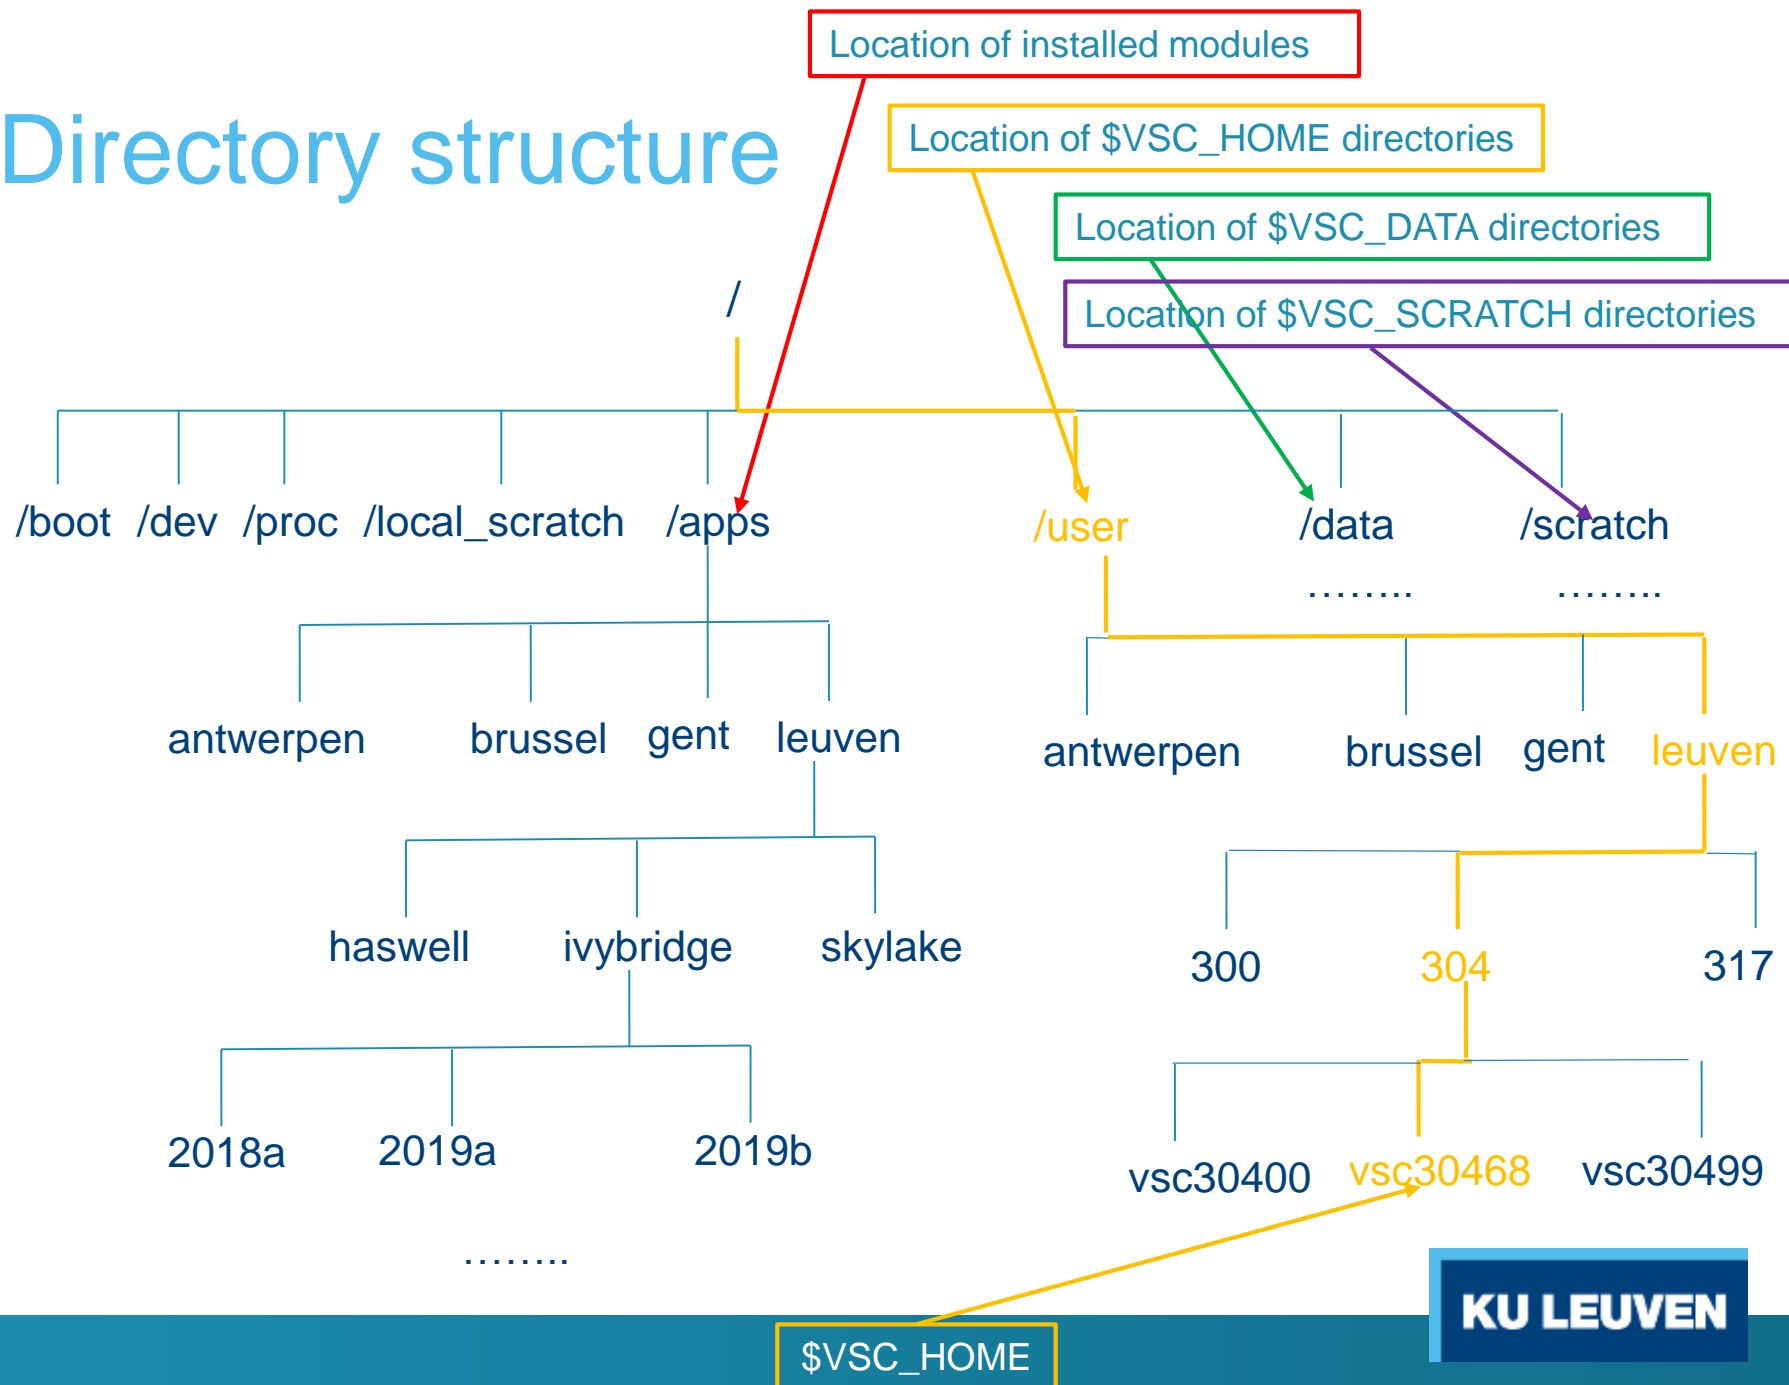 Location of installed modules
Directory structure
Location of $VSC_HOME directories
Location of $VSC_DATA directories
/
Location of $VSC_SCRATCH directories
/boot /dev /proc /local_scratch /apps /user /data /scratch
........ ........
antwerpen brussel gent leuven antwerpen brussel gent leuven
haswell ivybridge skylake 300 304 317
2018a 2019a 2019b vsc30400 vsc30468 vsc30499
........
KU LEUVEN
$VSC_HOME